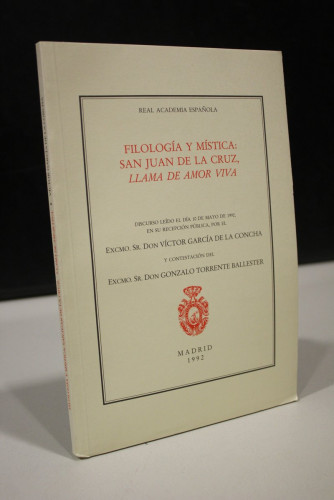 REAL ACADEMIA ESPAÑOLA
FILOLOGÍA Y MÍSTICA:
SAN JUAN DE LA CRUZ,
LLAMA DE AMOR VIVA
DISCURSO LEÍDO EL DÍA 10 DE MAYO DE 1992,
EN SU RECEPCIÓN PÚBLICA, POR EL
EXCMO. SR. DON VÍCTOR GARCÍA DE LA CONCHA
Y CONTESTACIÓN DEL
EXCMO. SR. DON GONZALO TORRENTE BALLESTER
MADRID
1992